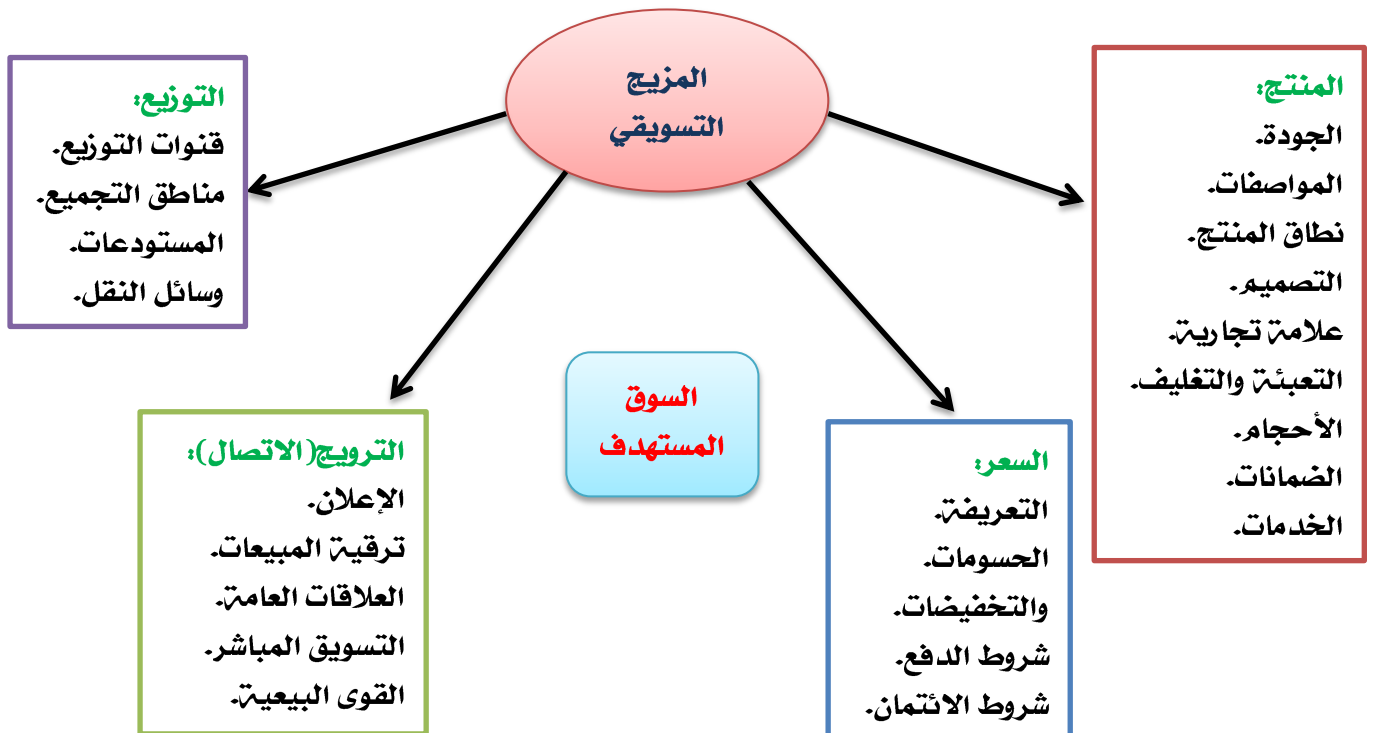 المزيج
التسويقي
المنتج:
الجودة.
المواصفات.
نطاق المنتج.
التصميم.
علامة تجارية.
التعبئة والتغليف.
الأحجام.
الضمانات.
الخدمات.
السعر:
التعريفة.
الحسومات.
والتخفيضات.
شروط الدفع.
شروط الائتمان.
السوق
المستهدف
الترويج(الاتصال):
الإعلان.
ترقية المبيعات.
العلاقات العامة.
التسويق المباشر.
القوى البيعية.
التوزيع:
قنوات التوزيع.
مناطق التجميع.
المستودعات.
وسائل النقل.